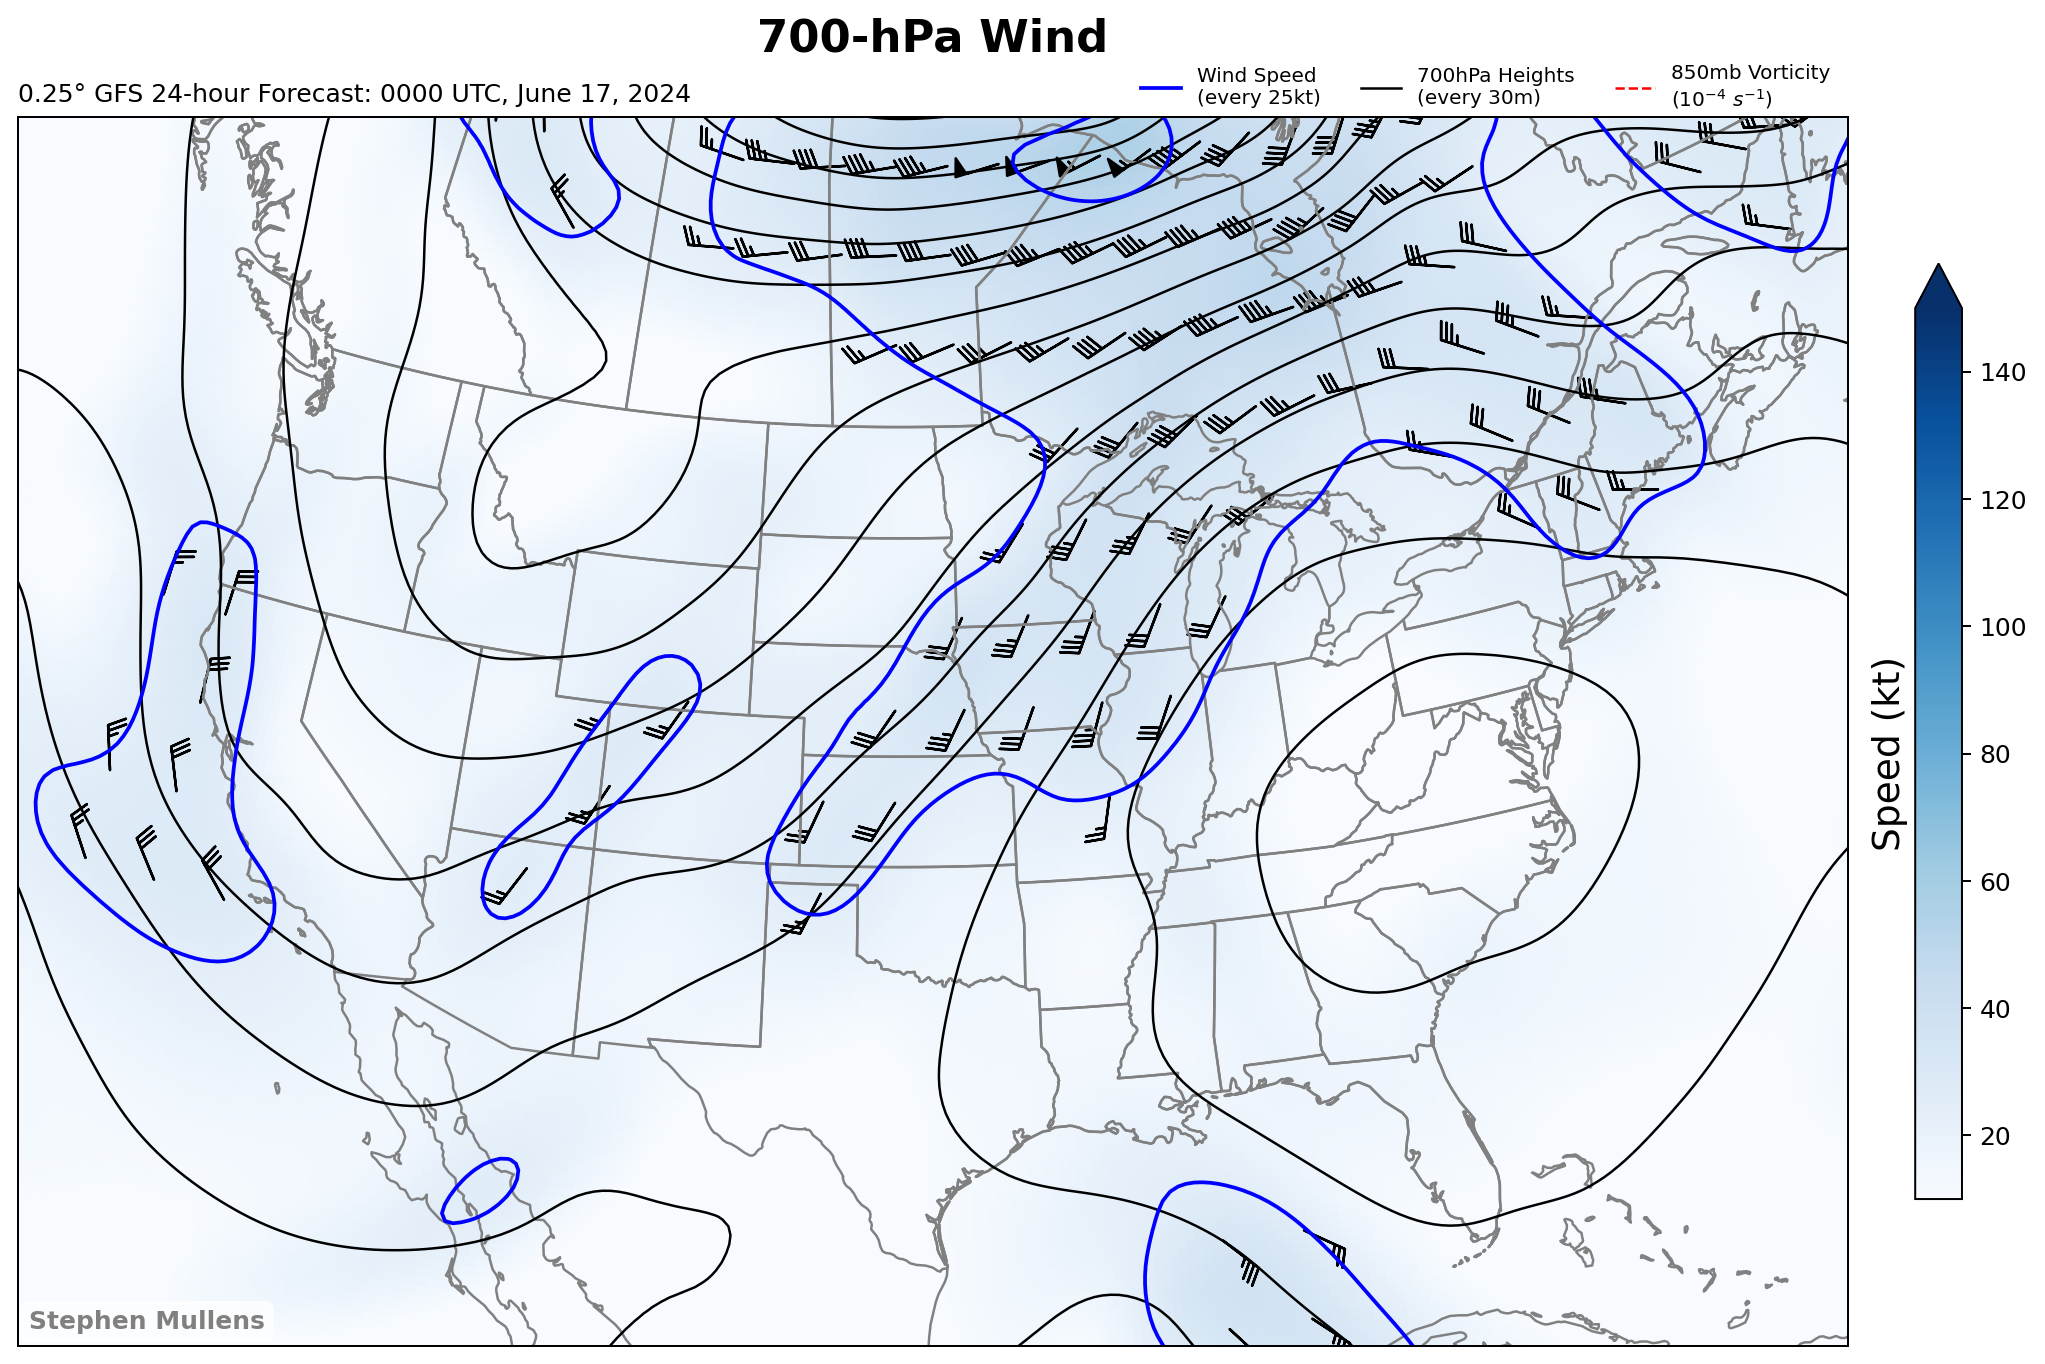 700-hPa Wind
0.25° GFS 24-hour Forecast: 0000 UTC, June 17, 2024
Wind Speed
(every 25kt)
700hPa Heights
(every 30m)
850mb Vorticity
(10⁻⁴ s⁻¹)
140
120
100
80
60
40
20
Speed (kt)
Stephen Mullens